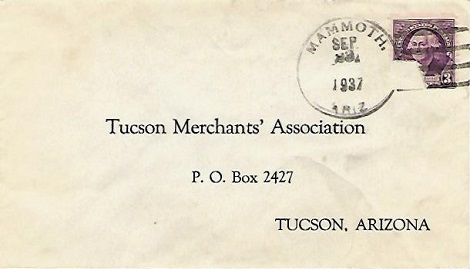 MAMMOTH,
SEP
1937
ARIZ
3
Tucson Merchants' Association
P. O. Box 2427
TUCSON, ARIZONA